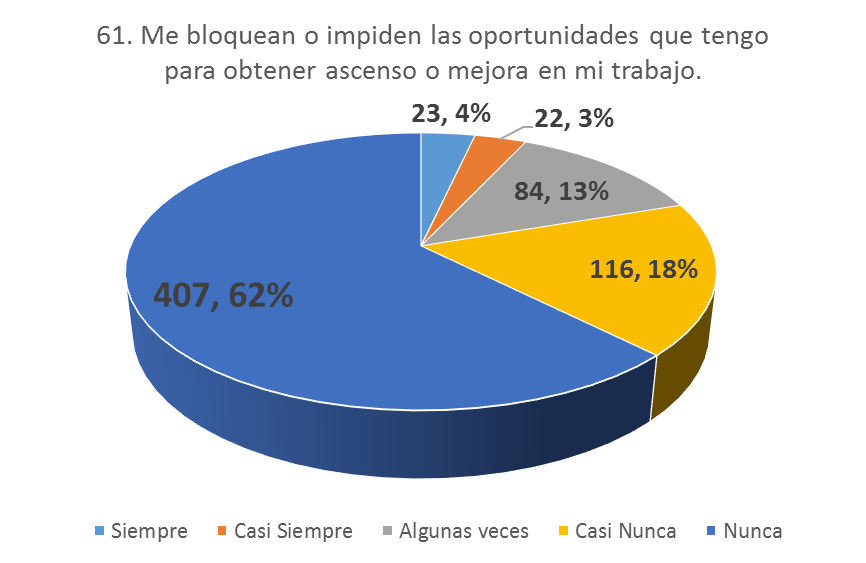 61. Me bloquean o impiden las oportunidades que tengo
para obtener ascenso o mejora en mi trabajo.
23, 4%
22, 3%
84, 13%
116, 18%
407, 62%
Siempre
Casi Siempre
Algunas veces
Casi Nunca
Nunca